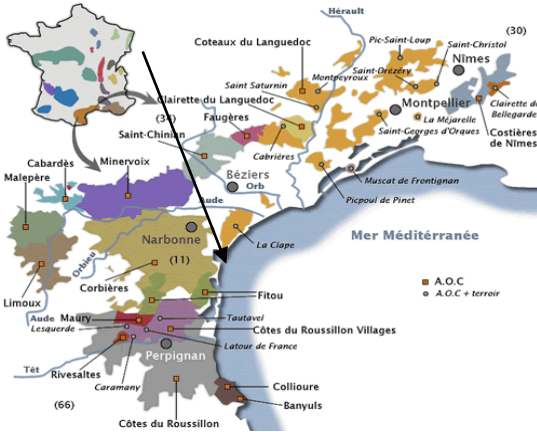 Hérault
(30)
Pic-Saint-Loup
Coteaux du Languedoc
Saint-Christol
Nîmes
Saint-Drézéry
Saint Saturnin
Montpeyroux
Clairette du Languedoc
Montpellier
Clairette de
Bellegarde
(34)
Faugères
La Méjarelle
Saint-Chinian
Saint-Georges d'Orques
Costières
de Nîmes
Cabrières
Cabardès
Minervoix
Béziers
Orb
Muscat de Frontignan
Malepère
Picpoul de Pinet
Aude
Narbonne
La Clape
Mer Méditérranée
Orbieu
(11)
Corbières
A.O.C
A.O.C + terroir
Limoux
Fitou
Aude
Maury
Tautavel
Lesquerde
Côtes du Roussillon Villages
Latour de France
Perpignan
Têt
Rivesaltes
Caramany
Collioure
(66)
Banyuls
Côtes du Roussillon